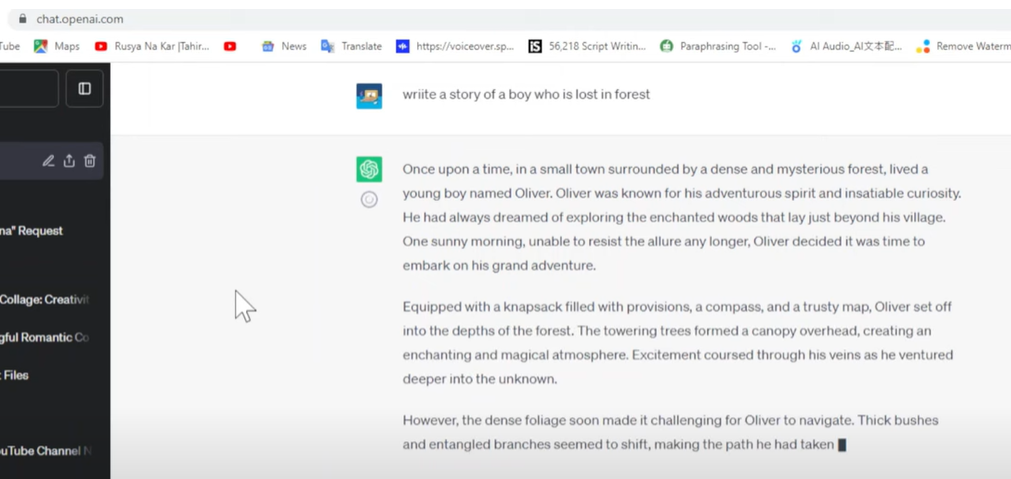 chat.openai.com
Tube Maps Rusya Na Kar |Tahir... News Translate https://voiceover.sp... iS 56,218 Script Writin... Paraphrasing Tool -... AI Audio_AI文本配... Remove Waterm
wriite a story of a boy who is lost in forest
Once upon a time, in a small town surrounded by a dense and mysterious forest, lived a
young boy named Oliver. Oliver was known for his adventurous spirit and insatiable curiosity.
He had always dreamed of exploring the enchanted woods that lay just beyond his village.
One sunny morning, unable to resist the allure any longer, Oliver decided it was time to
embark on his grand adventure.
Equipped with a knapsack filled with provisions, a compass, and a trusty map, Oliver set off
into the depths of the forest. The towering trees formed a canopy overhead, creating an
enchanting and magical atmosphere. Excitement coursed through his veins as he ventured
deeper into the unknown.
However, the dense foliage soon made it challenging for Oliver to navigate. Thick bushes
and entangled branches seemed to shift, making the path he had taken
na" Request
Collage: Creativit
gful Romantic Co
t Files
uTube Channel N